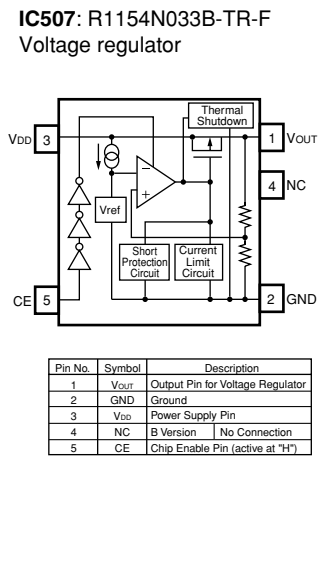 IC507: R1154N033B-TR-F
Voltage regulator
Thermal
Shutdown
VDD 3
1 VOUT
4 NC
Vref
Short
Protection
Circuit
Current
Limit
Circuit
CE 5
2 GND
Pin No. Symbol Description
1 VOUT Output Pin for Voltage Regulator
2 GND Ground
3 VDD Power Supply Pin
4 NC B Version No Connection
5 CE Chip Enable Pin (active at "H")